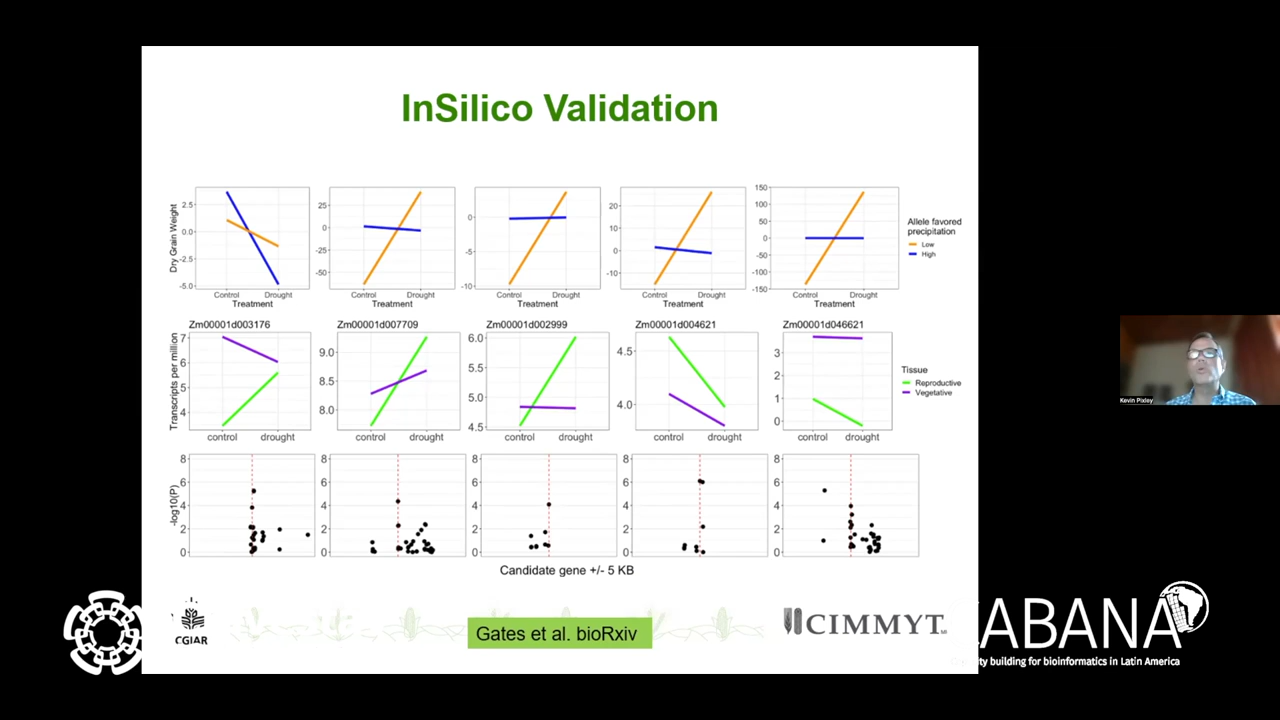 InSilico Validation
Dry Grain Weight
2.5
0.0
-2.5
-5.0
Control Drought
Treatment
25
0
-25
-50
Control Drought
Treatment
0
-5
-10
Control Drought
Treatment
20
10
0
-10
Control Drought
Treatment
150
100
50
0
-50
-100
-150
Control Drought
Treatment
Allele favored
precipitation
Low
High
Zm00001d003176
Zm00001d007709
Zm00001d002999
Zm00001d004621
Zm00001d046621
Transcripts per million
7
6
5
4
control drought
9.0
8.5
8.0
control drought
6.0
5.5
5.0
4.5
control drought
4.5
4.0
control drought
3
2
1
0
control drought
Tissue
Reproductive
Vegetative
-log10(P)
8
6
4
2
0
8
6
4
2
0
8
6
4
2
0
8
6
4
2
0
8
6
4
2
0
Candidate gene +/- 5 KB
CGIAR
Gates et al. bioRxiv
CIMMYT
Kevin Pixley
ABANA
ty building for bioinformatics in Latin America